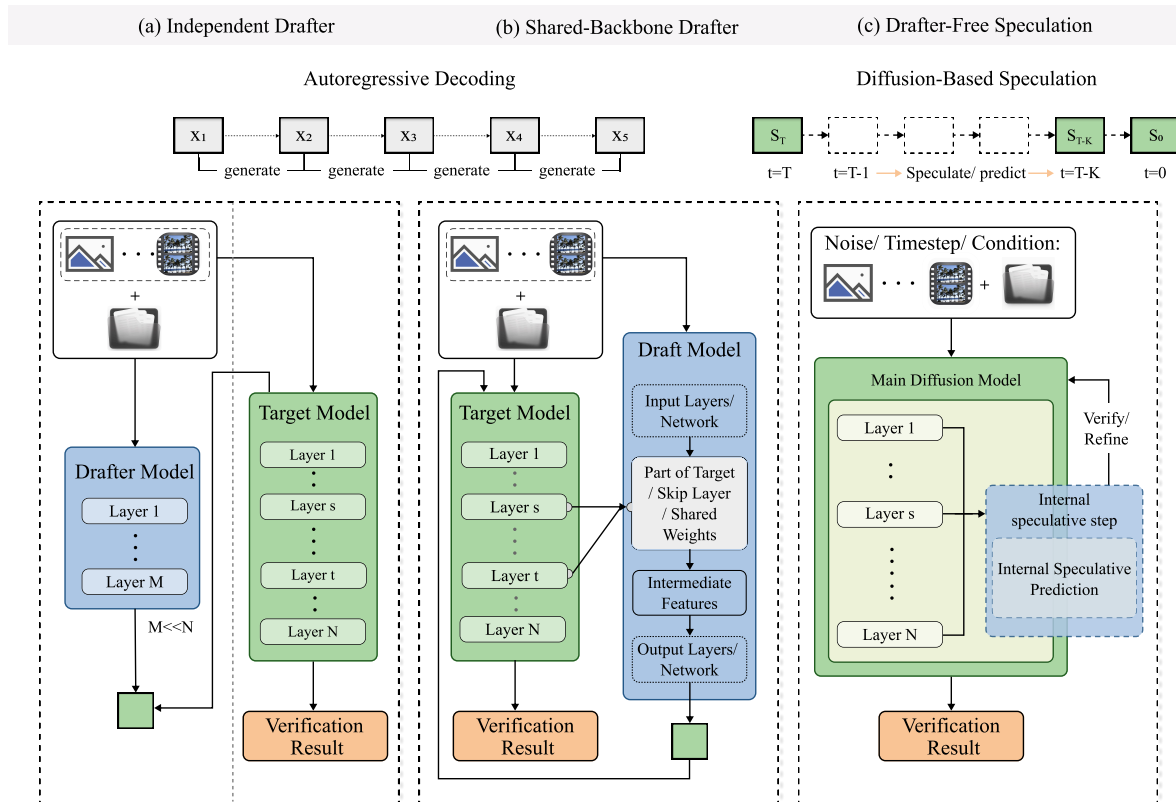 (a) Independent Drafter
(b) Shared-Backbone Drafter
(c) Drafter-Free Speculation
Autoregressive Decoding
X₁
X₂
X₃
X₄
X₅
generate
generate
generate
generate
Diffusion-Based Speculation
S_T
S_{T-K}
S₀
t=T
t=T-1
Speculate/ predict
t=T-K
t=0
+
Drafter Model
Layer 1
Layer M
M<<N
Target Model
Layer 1
Layer s
Layer t
Layer N
Verification
Result
+
Target Model
Layer 1
Layer s
Layer t
Layer N
Verification
Result
Draft Model
Input Layers/
Network
Part of Target
/ Skip Layer
/ Shared
Weights
Intermediate
Features
Output Layers/
Network
Noise/ Timestep/ Condition:
+
Main Diffusion Model
Layer 1
Layer s
Layer N
Verify/
Refine
Internal
speculative step
Internal Speculative
Prediction
Verification
Result